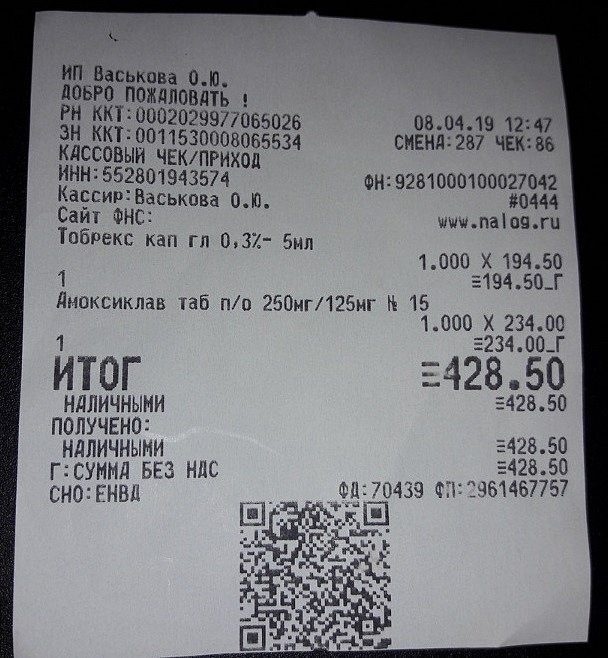 ИП Васькова О.Ю.
ДОБРО ПОЖАЛОВАТЬ !
РН ККТ:0002029977065026 08.04.19 12:47
ЗН ККТ:0011530008065534 СМЕНА:287 ЧЕК:86
КАССОВЫЙ ЧЕК/ПРИХОД
ИНН:552801943574 ФН:9281000100027042
Кассир:Васькова О.Ю. #0444
Сайт ФНС: www.nalog.ru
Тобрекс кап гл 0,3%- 5мл
1.000 X 194.50
1 ≡194.50_Г
Амоксиклав таб п/о 250мг/125мг № 15
1.000 X 234.00
1 ≡234.00_Г
ИТОГ ≡428.50
НАЛИЧНЫМИ ≡428.50
ПОЛУЧЕНО:
НАЛИЧНЫМИ ≡428.50
Г:СУММА БЕЗ НДС ≡428.50
СНО:ЕНВД ФД:70439 ФП:2961467757